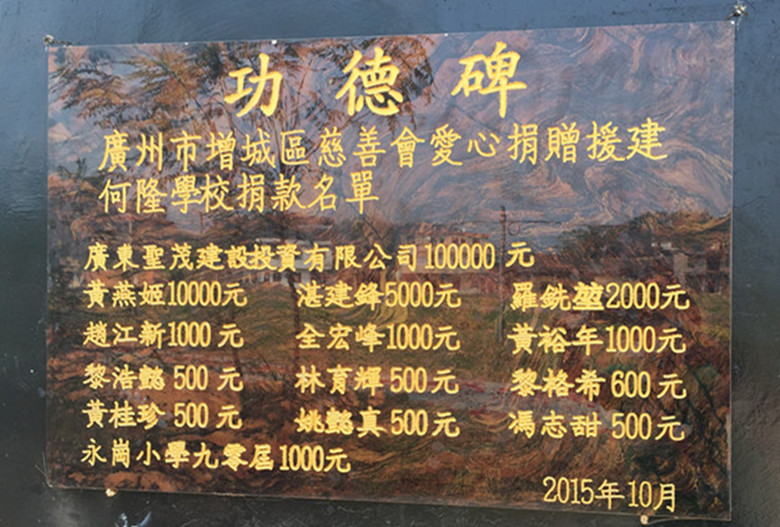 功德碑
廣州市增城區慈善會愛心捐贈援建
何隆學校捐款名單
廣東聖茂建設投資有限公司100000 元
黃燕姬10000元 湛建鋒5000元 羅銑堃2000元
趙江新1000 元 全宏峰1000元 黃裕年1000元
黎浩懿 500 元 林育輝 500元 黎格希 600 元
黃桂珍 500 元 姚懿真 500元 馮志甜 500元
永崗小學九零屆 1000元
2015年 10月